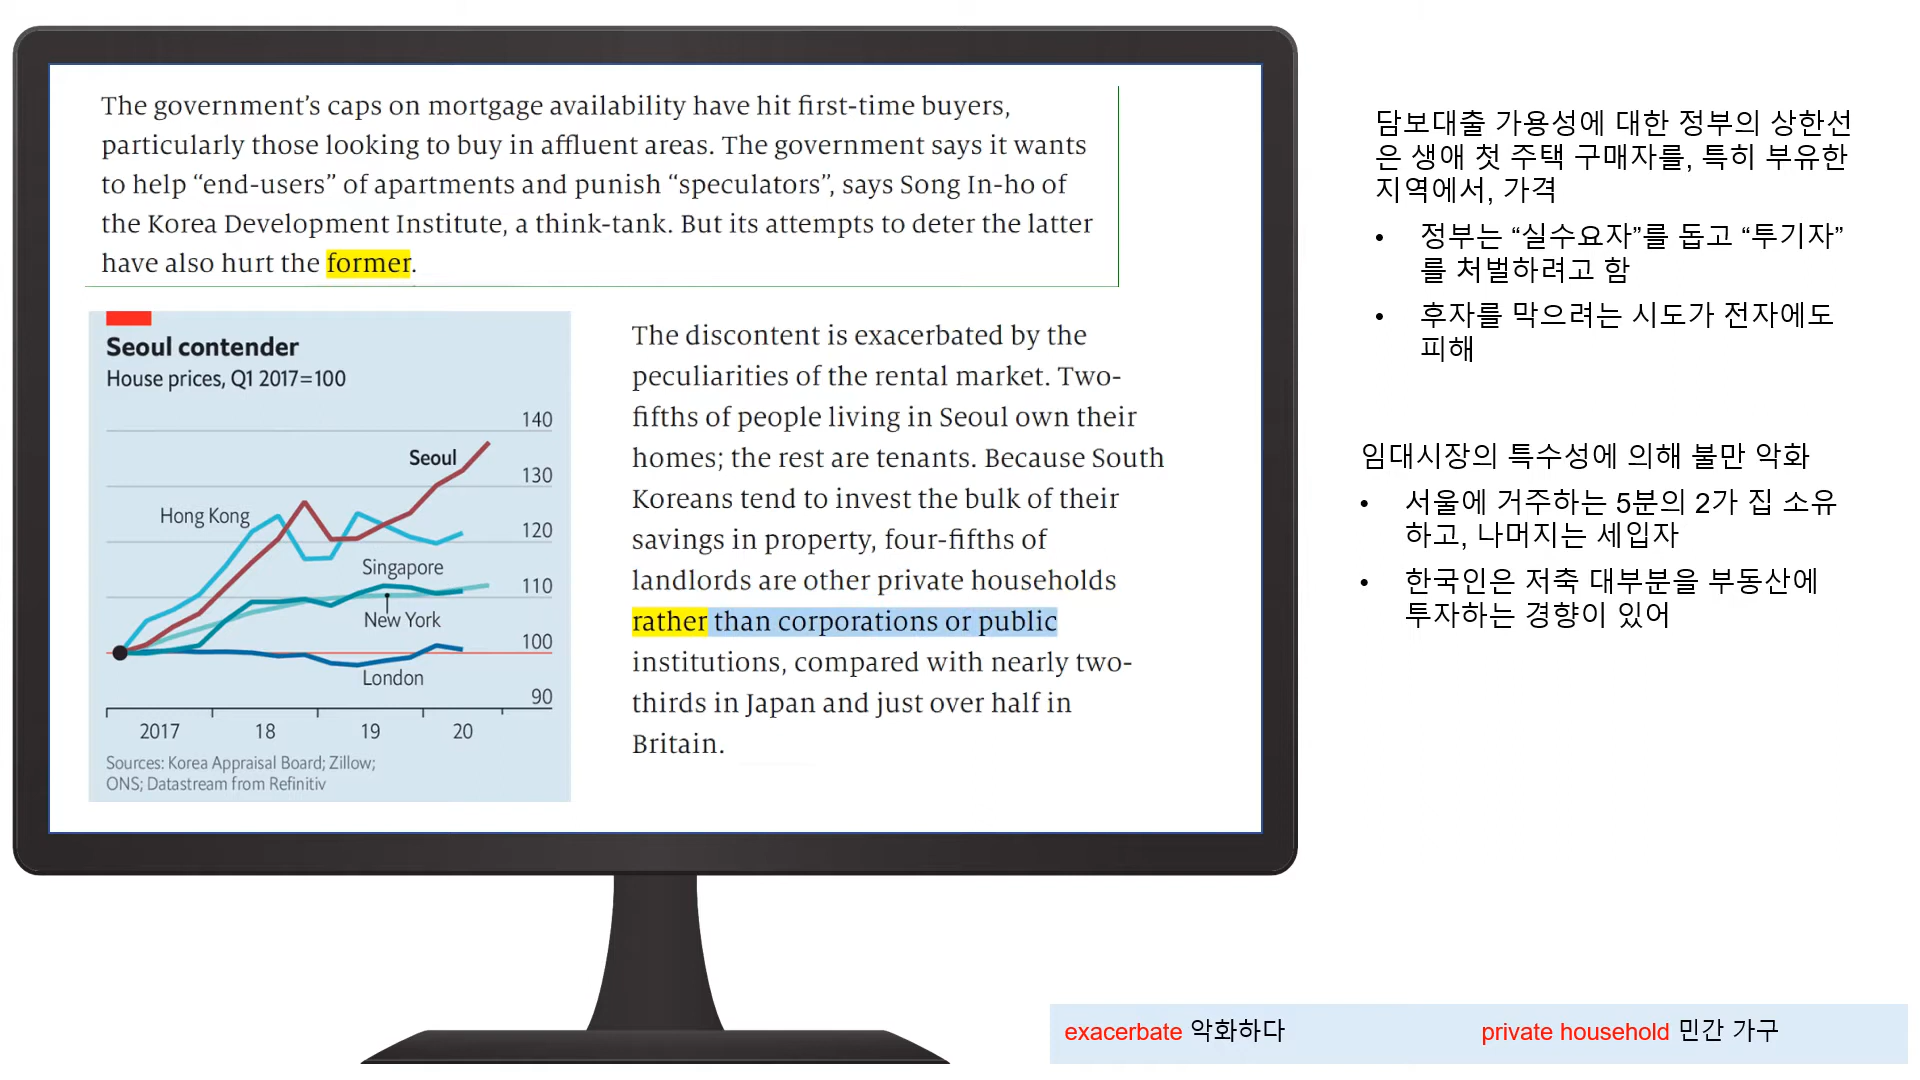 The government's caps on mortgage availability have hit first-time buyers,
particularly those looking to buy in affluent areas. The government says it wants
to help “end-users” of apartments and punish “speculators”, says Song In-ho of
the Korea Development Institute, a think-tank. But its attempts to deter the latter
have also hurt the former.
Seoul contender
House prices, Q1 2017=100
140
Seoul
130
Hong Kong
120
Singapore
110
New York
100
London
90
2017 18 19 20
Sources: Korea Appraisal Board; Zillow;
ONS; Datastream from Refinitiv
The discontent is exacerbated by the
peculiarities of the rental market. Two-
fifths of people living in Seoul own their
homes; the rest are tenants. Because South
Koreans tend to invest the bulk of their
savings in property, four-fifths of
landlords are other private households
rather than corporations or public
institutions, compared with nearly two-
thirds in Japan and just over half in
Britain.
담보대출 가용성에 대한 정부의 상한선
은 생애 첫 주택 구매자를, 특히 부유한
지역에서, 가격
• 정부는 “실수요자”를 돕고 “투기자”
를 처벌하려고 함
• 후자를 막으려는 시도가 전자에도
피해
임대시장의 특수성에 의해 불만 악화
• 서울에 거주하는 5분의 2가 집 소유
하고, 나머지는 세입자
• 한국인은 저축 대부분을 부동산에
투자하는 경향이 있어
exacerbate 악화하다
private household 민간 가구